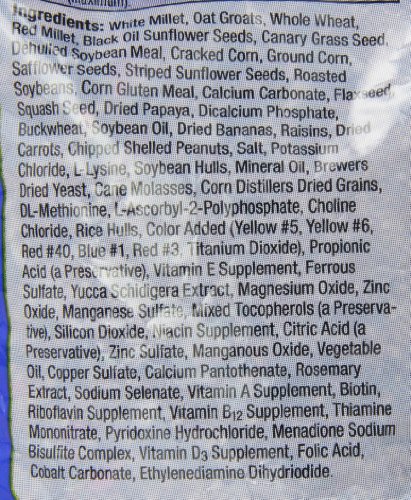 (maximum).
Ingredients: White Millet, Oat Groats, Whole Wheat,
Red Millet, Black Oil Sunflower Seeds, Canary Grass Seed,
Dehulled Soybean Meal, Cracked Corn, Ground Corn,
Safflower Seeds, Striped Sunflower Seeds, Roasted
Soybeans, Corn Gluten Meal, Calcium Carbonate, Flaxseed,
Squash Seed, Dried Papaya, Dicalcium Phosphate,
Buckwheat, Soybean Oil, Dried Bananas, Raisins, Dried
Carrots, Chipped Shelled Peanuts, Salt, Potassium
Chloride, L-Lysine, Soybean Hulls, Mineral Oil, Brewers
Dried Yeast, Cane Molasses, Corn Distillers Dried Grains,
DL-Methionine, L-Ascorbyl-2-Polyphosphate, Choline
Chloride, Rice Hulls, Color Added (Yellow #5, Yellow #6,
Red #40, Blue #1, Red #3, Titanium Dioxide), Propionic
Acid (a Preservative), Vitamin E Supplement, Ferrous
Sulfate, Yucca Schidigera Extract, Magnesium Oxide, Zinc
Oxide, Manganese Sulfate, Mixed Tocopherols (a Preserva-
tive), Silicon Dioxide, Niacin Supplement, Citric Acid (a
Preservative), Zinc Sulfate, Manganous Oxide, Vegetable
Oil, Copper Sulfate, Calcium Pantothenate, Rosemary
Extract, Sodium Selenate, Vitamin A Supplement, Biotin,
Riboflavin Supplement, Vitamin B12 Supplement, Thiamine
Mononitrate, Pyridoxine Hydrochloride, Menadione Sodium
Bisulfite Complex, Vitamin D3 Supplement, Folic Acid,
Cobalt Carbonate, Ethylenediamine Dihydriodide.